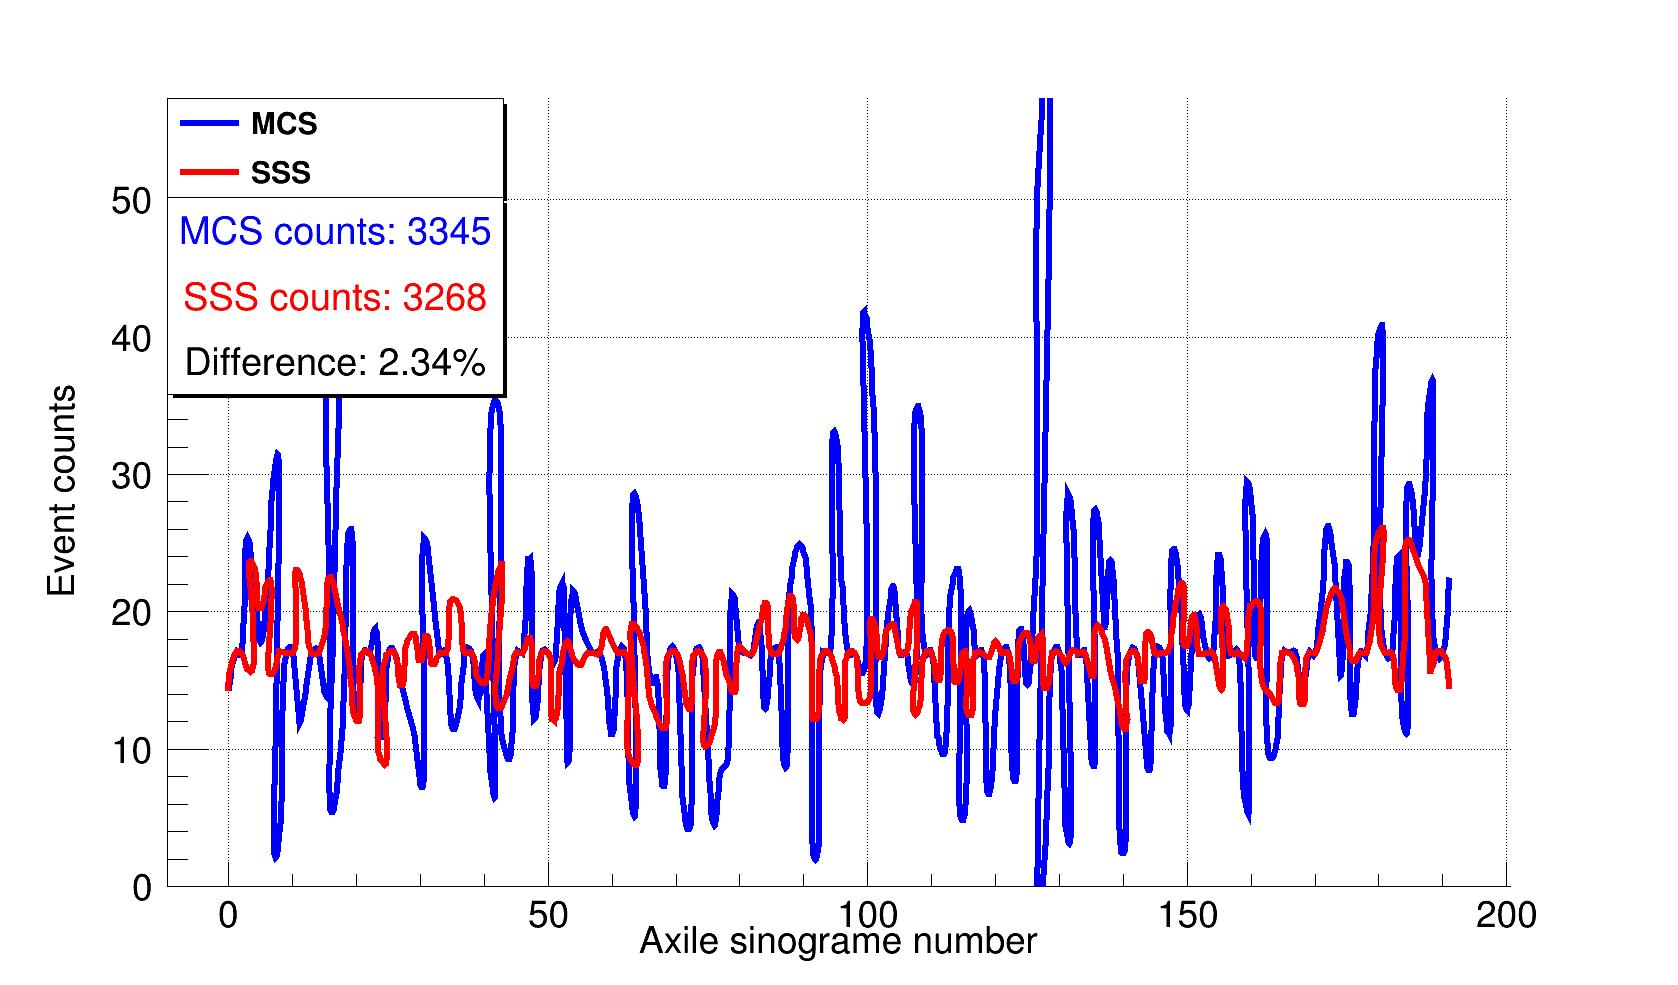 MCS
SSS
MCS counts: 3345
SSS counts: 3268
Difference: 2.34%
50
40
30
20
10
0
Event counts
0 50 100 150 200
Axile sinograme number